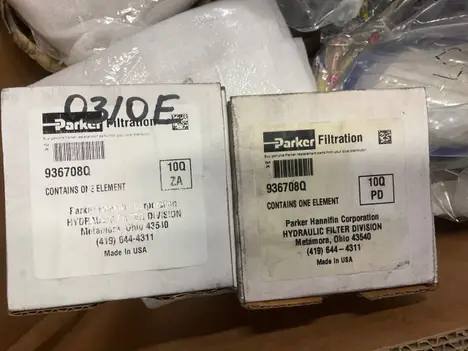 O310E
Parker Filtration
936708Q
10Q
ZA
CONTAINS ONE ELEMENT
Parker Hannifin Corporation
HYDRAULIC FILTER DIVISION
Metamora, Ohio 43540
(419) 644-4311
Made in USA
Parker Filtration
936708Q
10Q
PD
CONTAINS ONE ELEMENT
Parker Hannifin Corporation
HYDRAULIC FILTER DIVISION
Metamora, Ohio 43540
(419) 644-4311
Made in USA